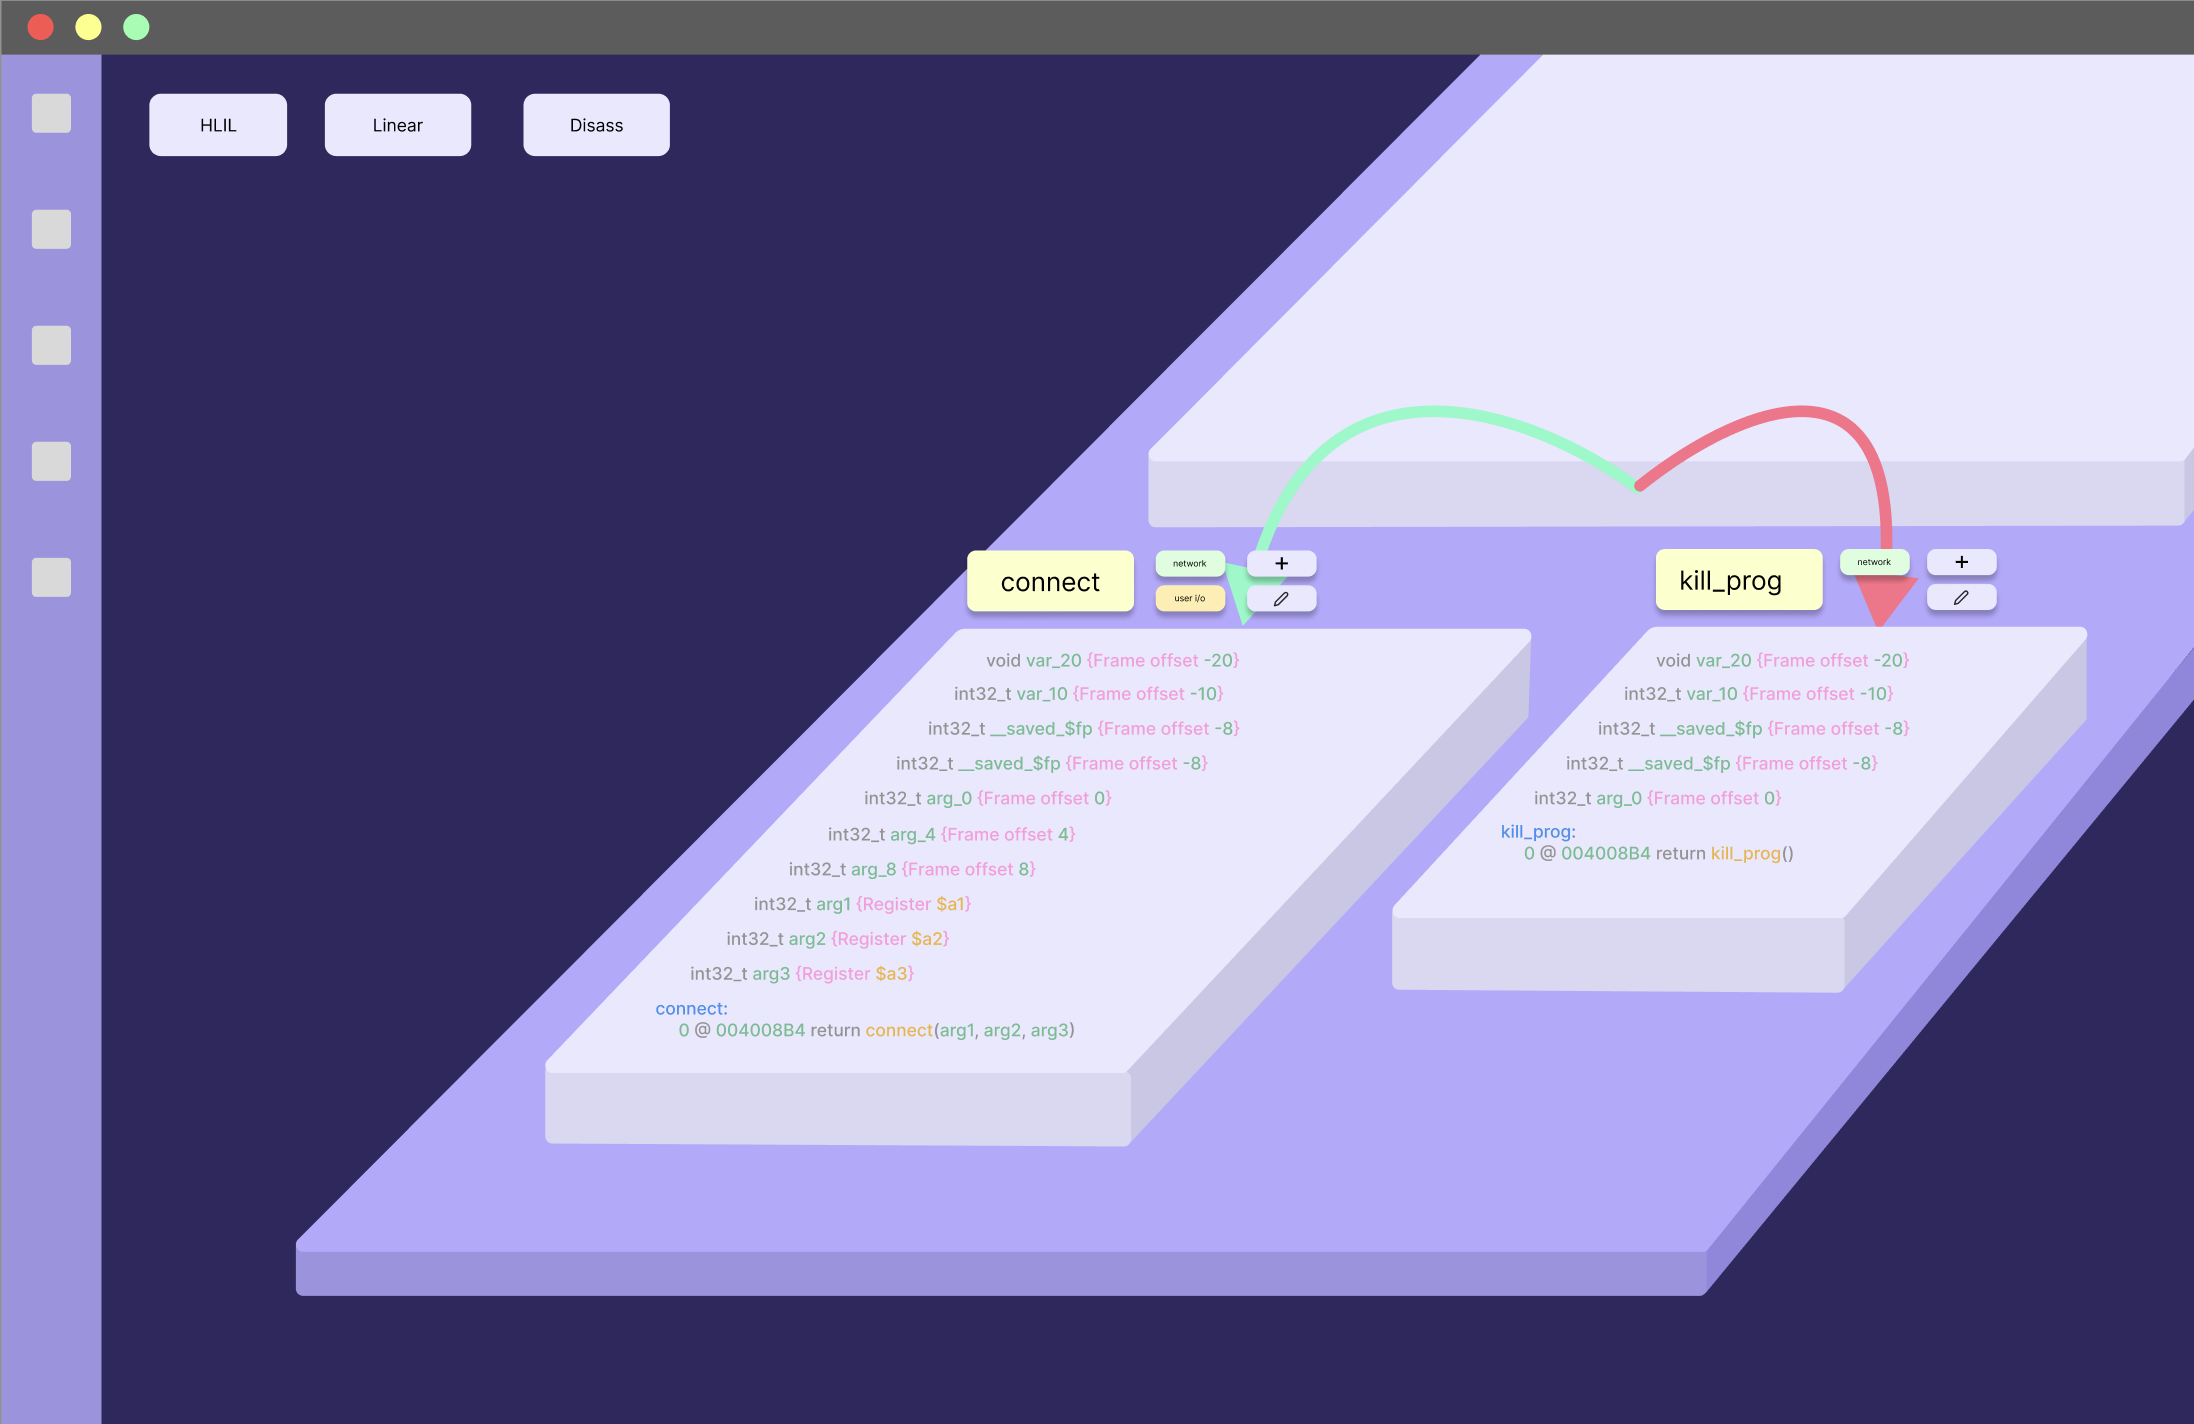 HLIL
Linear
Disass
connect
network
user i/o
+
void var_20 {Frame offset -20}
int32_t var_10 {Frame offset -10}
int32_t __saved_$fp {Frame offset -8}
int32_t __saved_$fp {Frame offset -8}
int32_t arg_0 {Frame offset 0}
int32_t arg_4 {Frame offset 4}
int32_t arg_8 {Frame offset 8}
int32_t arg1 {Register $a1}
int32_t arg2 {Register $a2}
int32_t arg3 {Register $a3}
connect:
0 @ 004008B4 return connect(arg1, arg2, arg3)
kill_prog
network
+
void var_20 {Frame offset -20}
int32_t var_10 {Frame offset -10}
int32_t __saved_$fp {Frame offset -8}
int32_t __saved_$fp {Frame offset -8}
int32_t arg_0 {Frame offset 0}
kill_prog:
0 @ 004008B4 return kill_prog()